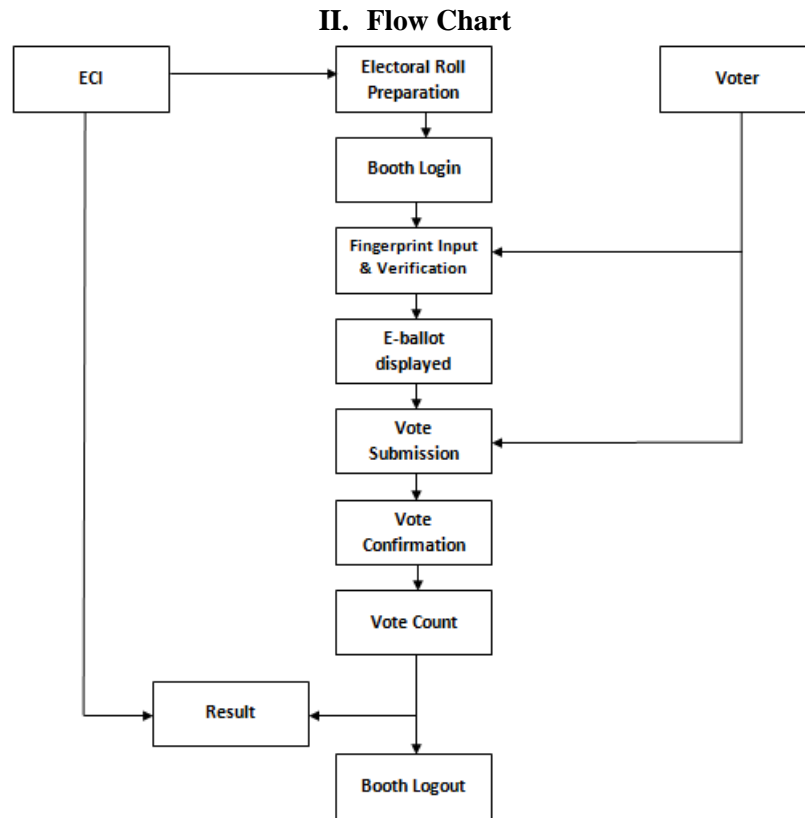 II. Flow Chart
ECI
Electoral Roll
Preparation
Voter
Booth Login
Fingerprint Input
& Verification
E-ballot
displayed
Vote
Submission
Vote
Confirmation
Vote Count
Result
Booth Logout